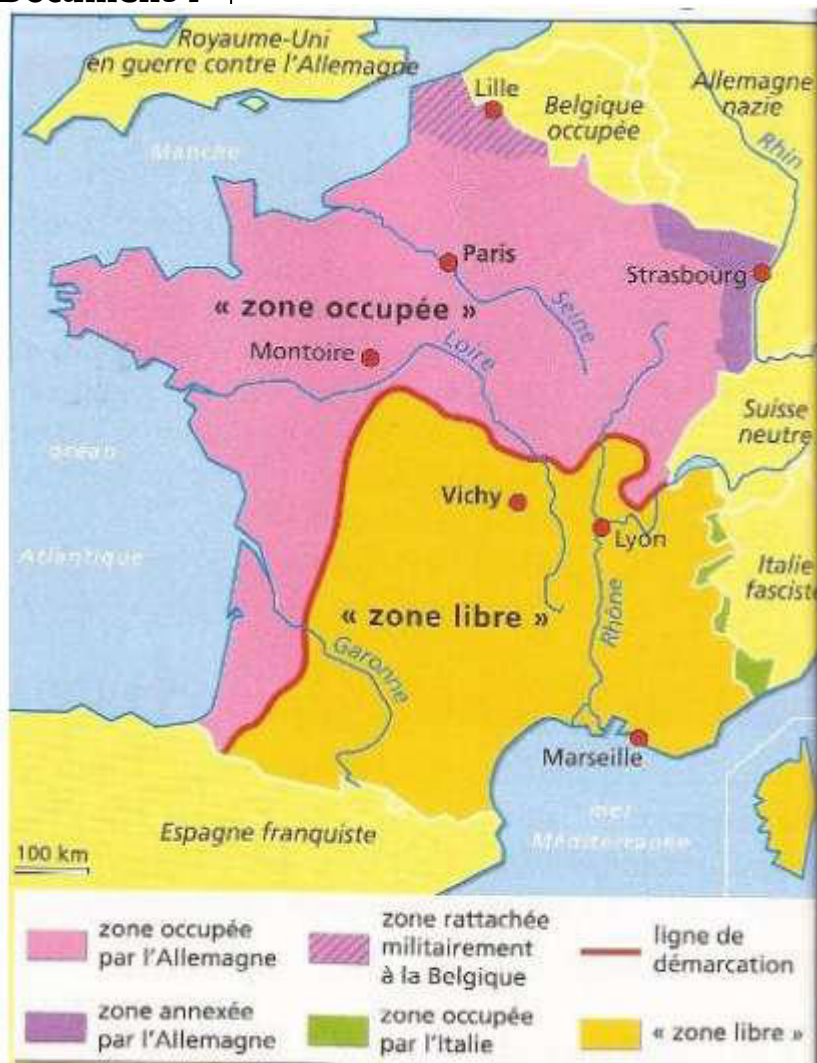 Royaume-Uni
en guerre contre l'Allemagne
Lille
Belgique
occupée
Allemagne
nazie
Rhin
Manche
Paris
Strasbourg
« zone occupée »
Seine
Montoire
Loire
Suisse
neutre
océan
Atlantique
Vichy
Lyon
Italie
fasciste
« zone libre »
Rhône
Garonne
Marseille
mer
Méditerranée
Espagne franquiste
100 km
zone occupée
par l'Allemagne
zone rattachée
militairement
à la Belgique
ligne de
démarcation
zone annexée
par l'Allemagne
zone occupée
par l'Italie
« zone libre »